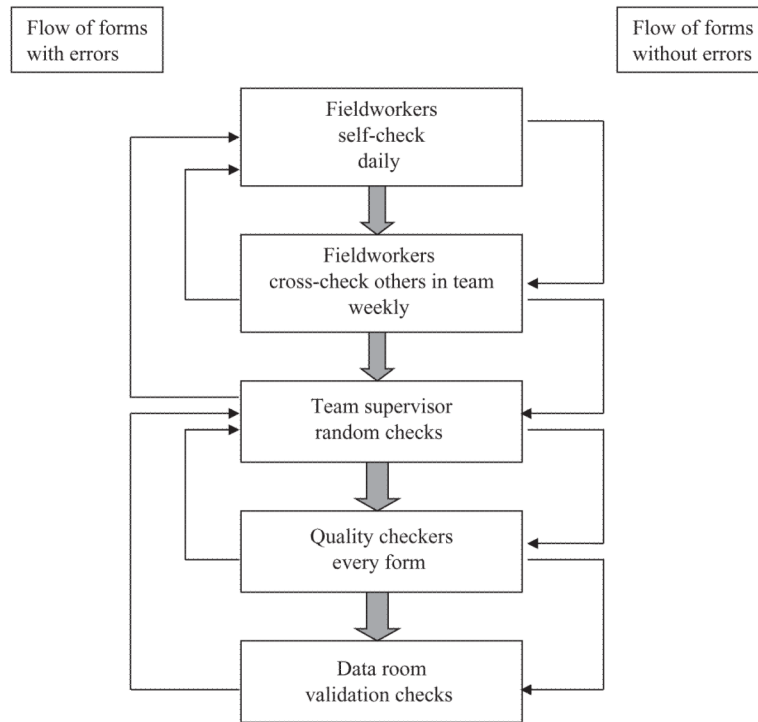 Flow of forms
with errors
Flow of forms
without errors
Fieldworkers
self-check
daily
Fieldworkers
cross-check others in team
weekly
Team supervisor
random checks
Quality checkers
every form
Data room
validation checks